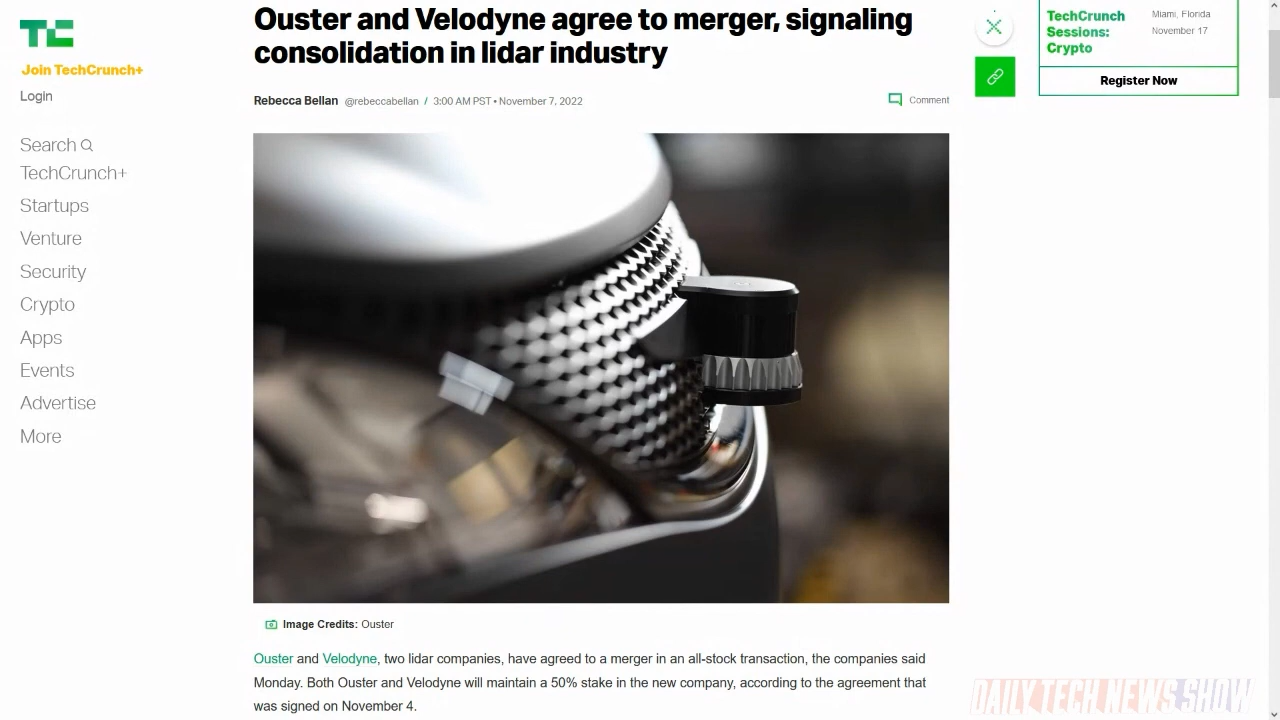 Ouster and Velodyne agree to merger, signaling
consolidation in lidar industry
Rebecca Bellan @rebeccabellan / 3:00 AM PST • November 7, 2022
Comment
TC
Join TechCrunch+
Login
Search
TechCrunch+
Startups
Venture
Security
Crypto
Apps
Events
Advertise
More
TechCrunch
Sessions:
Crypto
Miami, Florida
November 17
Register Now
Image Credits: Ouster
Ouster and Velodyne, two lidar companies, have agreed to a merger in an all-stock transaction, the companies said
Monday. Both Ouster and Velodyne will maintain a 50% stake in the new company, according to the agreement that
was signed on November 4.
DAILY TECH NEWS SHOW